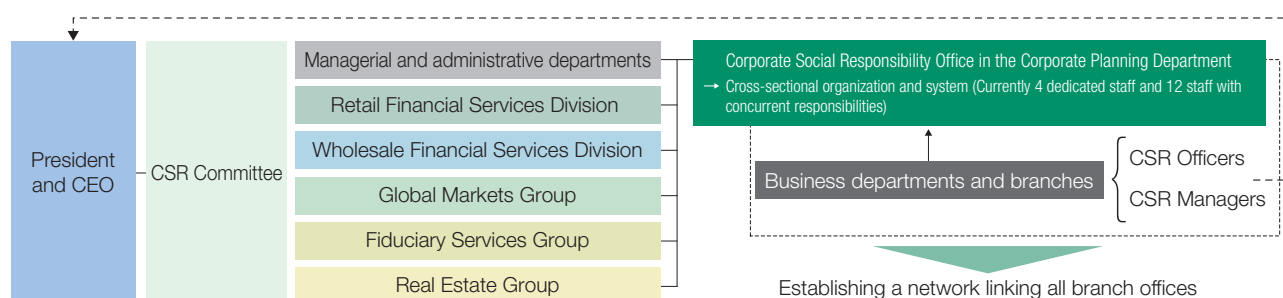 President
and CEO
CSR Committee
Managerial and administrative departments
Retail Financial Services Division
Wholesale Financial Services Division
Global Markets Group
Fiduciary Services Group
Real Estate Group
Corporate Social Responsibility Office in the Corporate Planning Department
→ Cross-sectional organization and system (Currently 4 dedicated staff and 12 staff with
concurrent responsibilities)
Business departments and branches
CSR Officers
CSR Managers
Establishing a network linking all branch offices